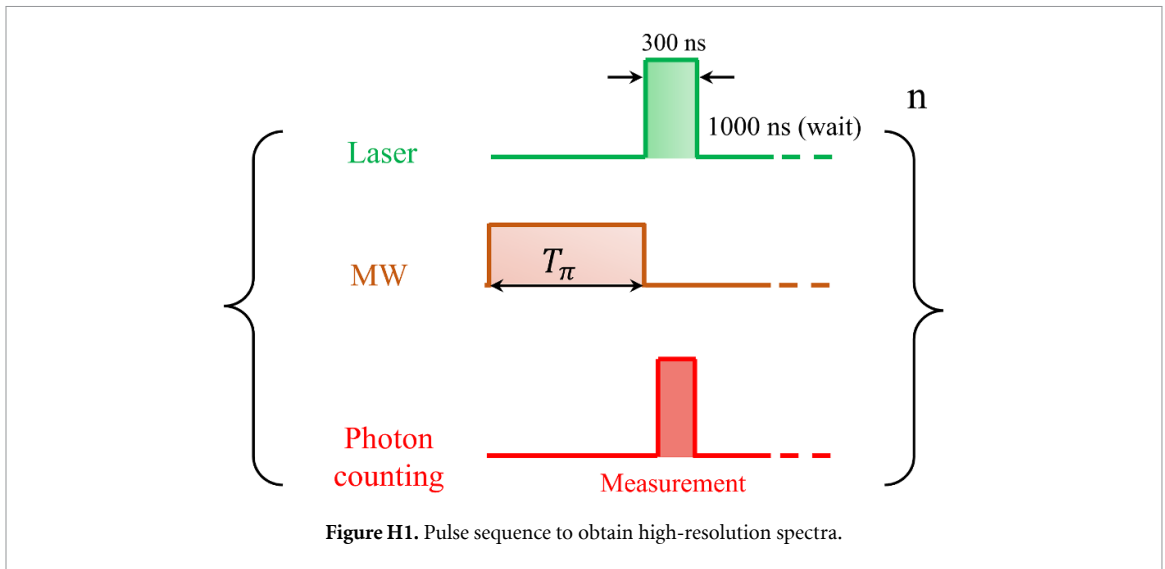 300 ns
n
1000 ns (wait)
Laser
T_π
MW
Photon
counting
Measurement
Figure H1. Pulse sequence to obtain high-resolution spectra.